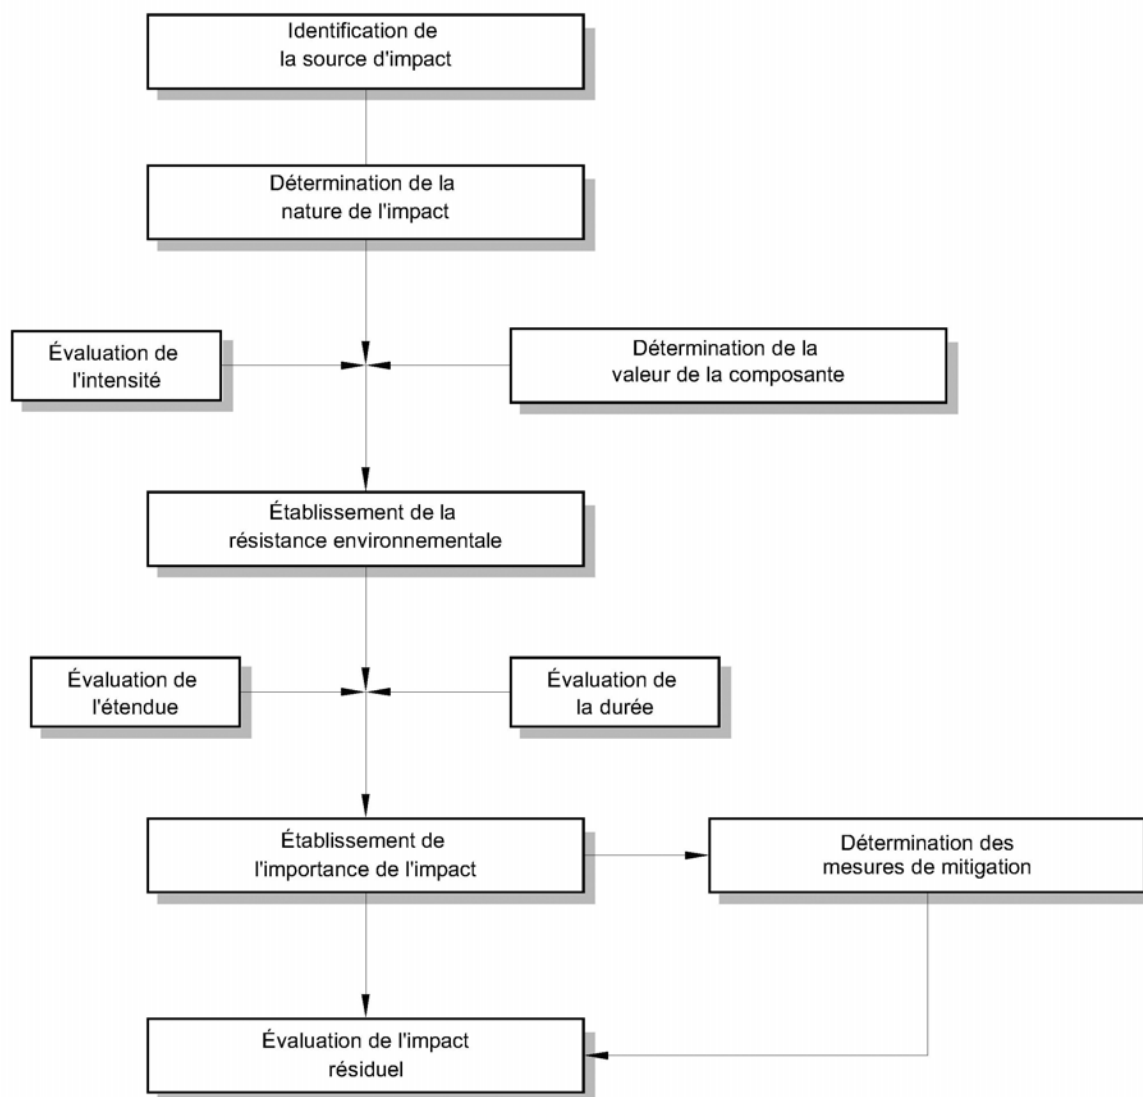 Identification de
la source d'impact
Détermination de la
nature de l'impact
Évaluation de
l'intensité
Détermination de la
valeur de la composante
Établissement de la
résistance environnementale
Évaluation de
l'étendue
Évaluation de
la durée
Établissement de
l'importance de l'impact
Détermination des
mesures de mitigation
Évaluation de l'impact
résiduel